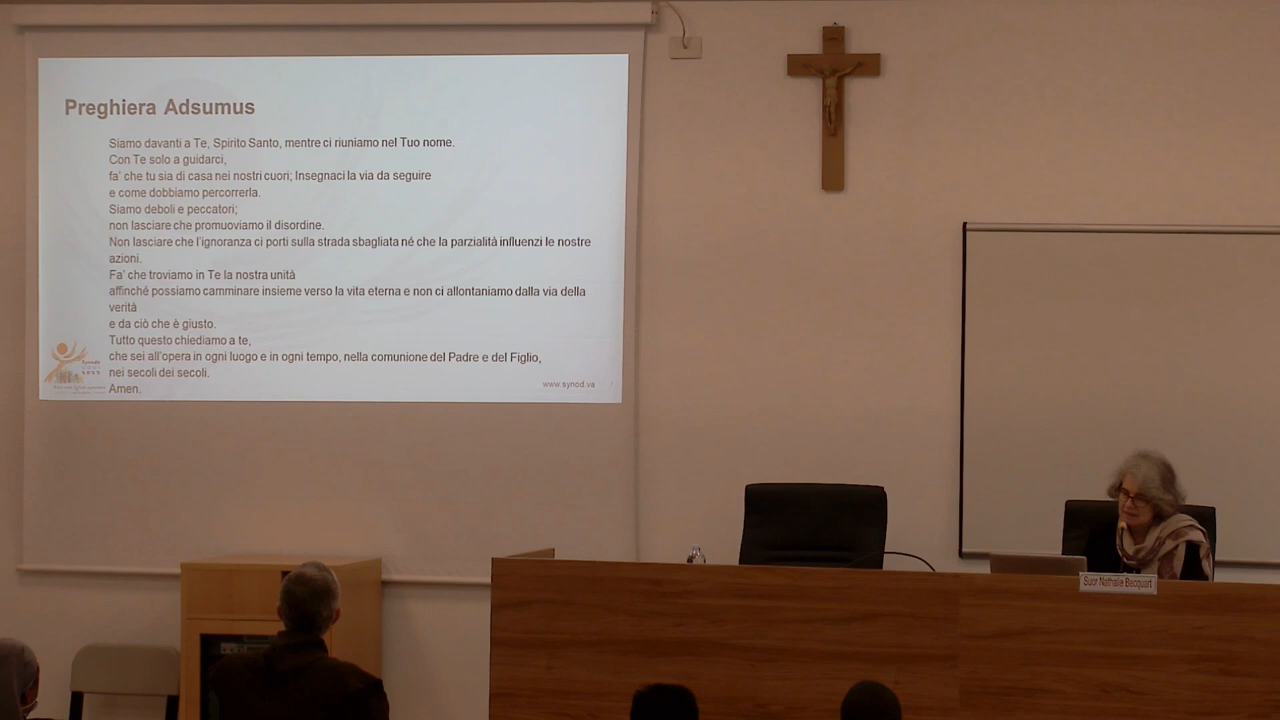 Preghiera Adsumus
Siamo davanti a Te, Spirito Santo, mentre ci riuniamo nel Tuo nome.
Con Te solo a guidarci,
fa' che tu sia di casa nei nostri cuori; Insegnaci la via da seguire
e come dobbiamo percorrerla.
Siamo deboli e peccatori;
non lasciare che promuoviamo il disordine.
Non lasciare che l'ignoranza ci porti sulla strada sbagliata né che la parzialità influenzi le nostre
azioni.
Fa' che troviamo in Te la nostra unità
affinché possiamo camminare insieme verso la vita eterna e non ci allontaniamo dalla via della
verità
e da ciò che è giusto.
Tutto questo chiediamo a te,
che sei all'opera in ogni luogo e in ogni tempo, nella comunione del Padre e del Figlio,
nei secoli dei secoli.
Amen.
www.synod.va
Suor Nathalie Becquart